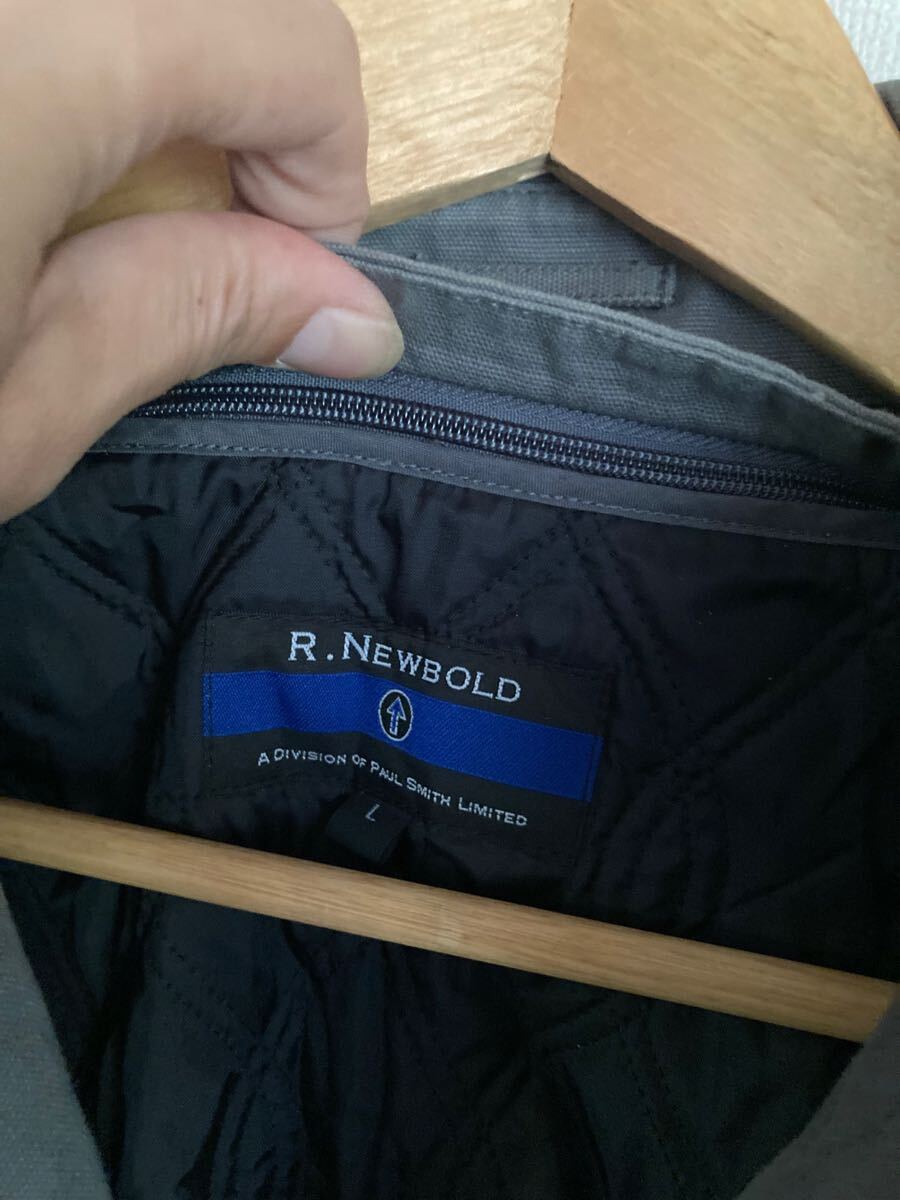 R. NEWBOLD
A DIVISION OF PAUL SMITH LIMITED
L